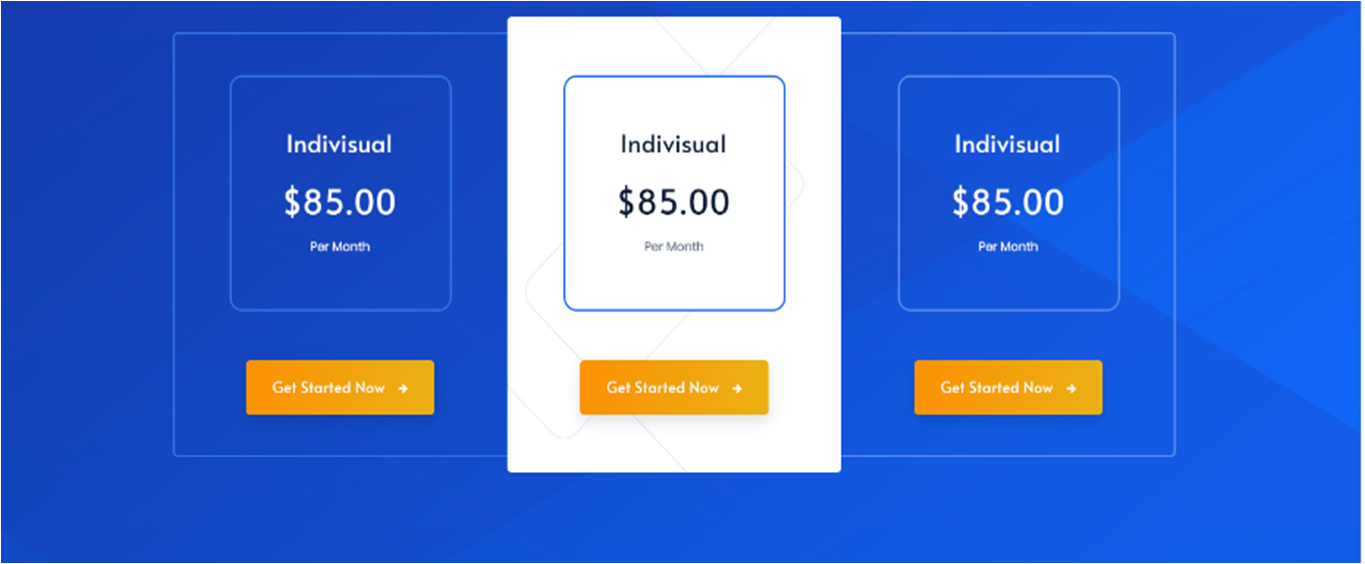 Indivisual
$85.00
Per Month
Get Started Now
Indivisual
$85.00
Per Month
Get Started Now
Indivisual
$85.00
Per Month
Get Started Now